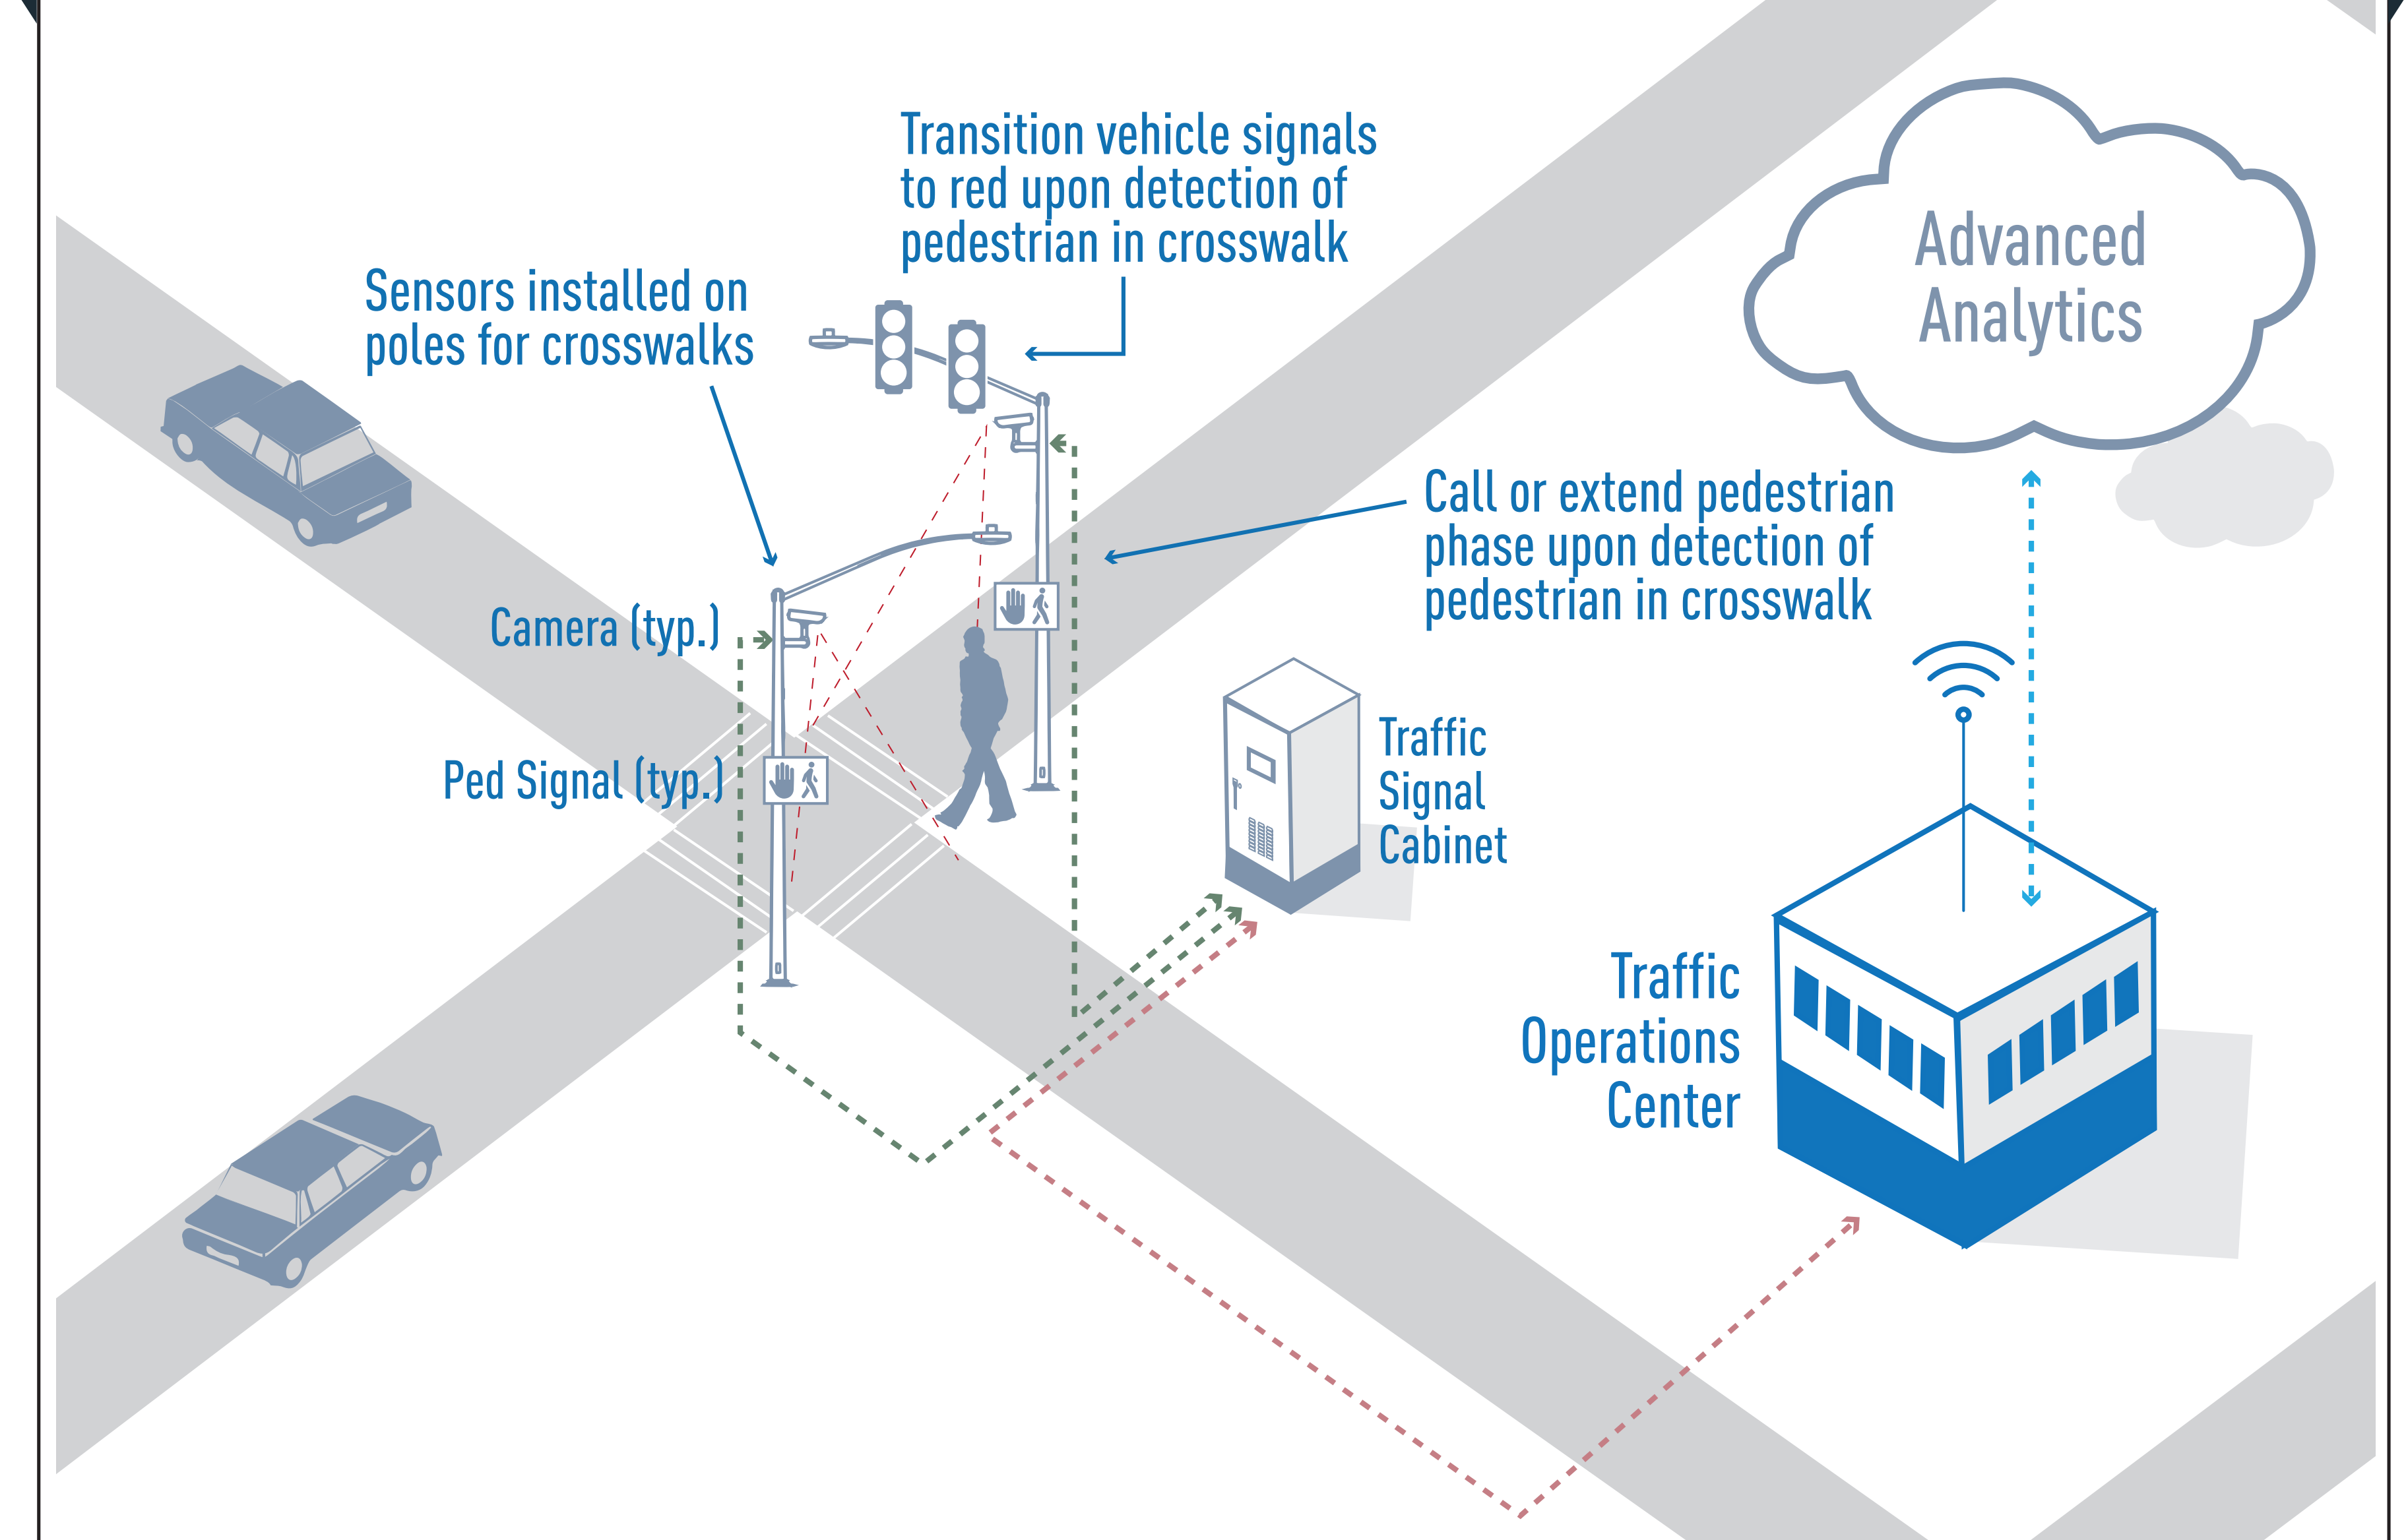 Transition vehicle signals
to red upon detection of
pedestrian in crosswalk
Sensors installed on
poles for crosswalks
Advanced
Analytics
Call or extend pedestrian
phase upon detection of
pedestrian in crosswalk
Camera (typ.)
Ped Signal (typ.)
Traffic
Signal
Cabinet
Traffic
Operations
Center